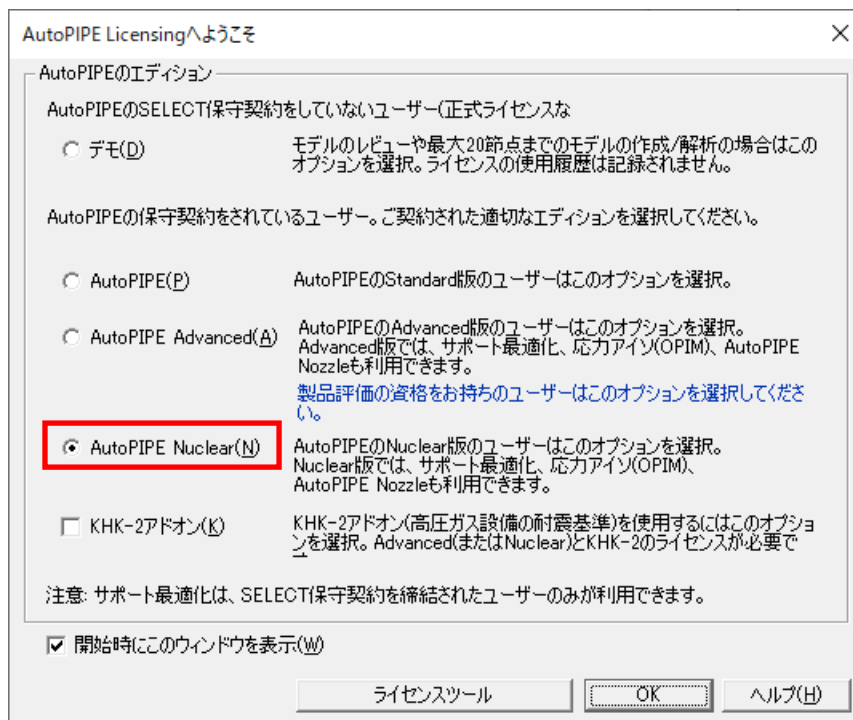 AutoPIPE Licensingへようこそ
AutoPIPEのエディション
AutoPIPEのSELECT保守契約をしていないユーザー(正式ライセンスな
デモ(D)
モデルのレビューや最大20節点までのモデルの作成/解析の場合はこの
オプションを選択。ライセンスの使用履歴は記録されません。
AutoPIPEの保守契約をされているユーザー。ご契約された適切なエディションを選択してください。
AutoPIPE(P)
AutoPIPEのStandard版のユーザーはこのオプションを選択。
AutoPIPE Advanced(A)
AutoPIPEのAdvanced版のユーザーはこのオプションを選択。
Advanced版では、サポート最適化、応力アイソ(OPIM)、AutoPIPE
Nozzleも利用できます。
製品評価の資格をお持ちのユーザーはこのオプションを選択してくださ
い。
AutoPIPE Nuclear(N)
AutoPIPEのNuclear版のユーザーはこのオプションを選択。
Nuclear版では、サポート最適化、応力アイソ(OPIM)、
AutoPIPE Nozzleも利用できます。
KHK-2アドオン(K)
KHK-2アドオン(高圧ガス設備の耐震基準)を使用するにはこのオプショ
ンを選択。Advanced(またはNuclear)とKHK-2のライセンスが必要で
注意: サポート最適化は、SELECT保守契約を締結されたユーザーのみが利用できます。
開始時にこのウィンドウを表示(W)
ライセンスツール
OK
ヘルプ(H)